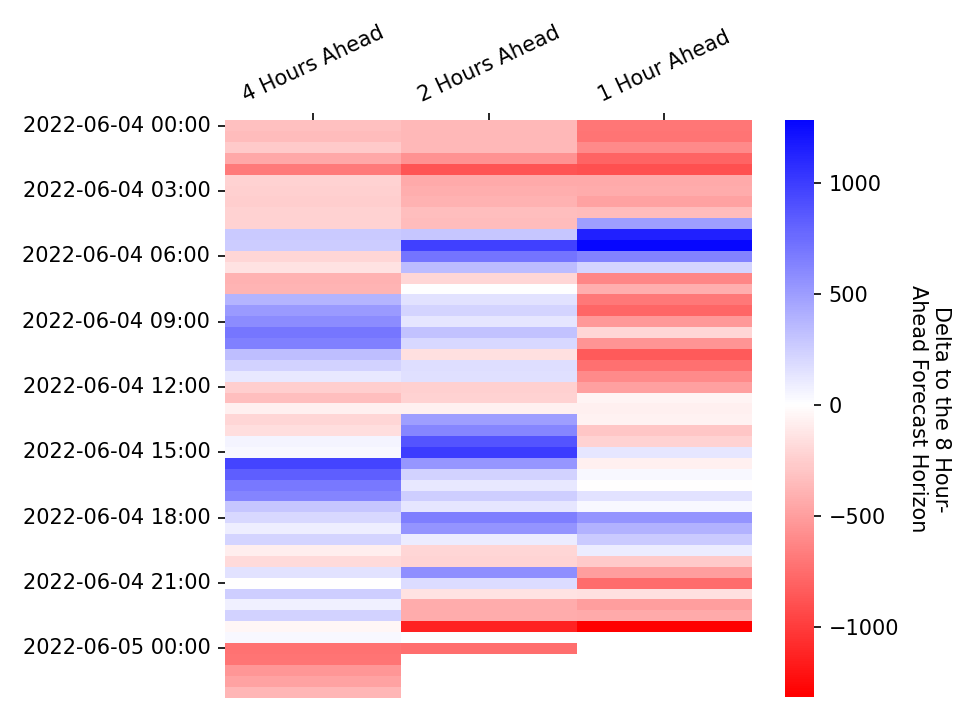 4 Hours Ahead
2 Hours Ahead
1 Hour Ahead
2022-06-04 00:00
2022-06-04 03:00
2022-06-04 06:00
2022-06-04 09:00
2022-06-04 12:00
2022-06-04 15:00
2022-06-04 18:00
2022-06-04 21:00
2022-06-05 00:00
1000
500
0
−500
−1000
Delta to the 8 Hour-
Ahead Forecast Horizon